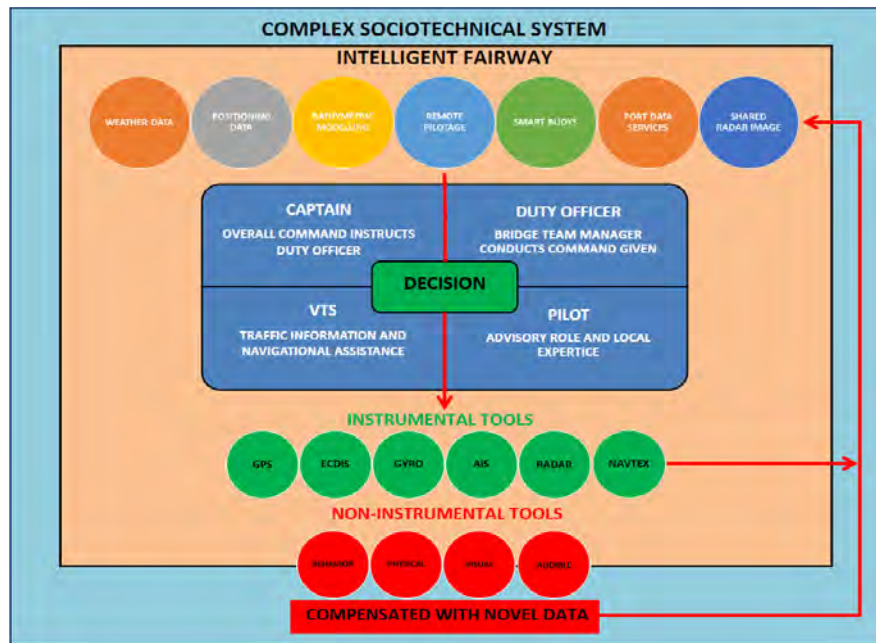 COMPLEX SOCIOTECHNICAL SYSTEM
INTELLIGENT FAIRWAY
WEATHER DATA
POSITIONING
DATA
BATHYMETRIC
MODELLING
REMOTE
PILOTAGE
SMART BUOYS
PORT DATA
SERVICES
SHARED
RADAR IMAGE
CAPTAIN
OVERALL COMMAND INSTRUCTS
DUTY OFFICER
DUTY OFFICER
BRIDGE TEAM MANAGER
CONDUCTS COMMAND GIVEN
DECISION
VTS
TRAFFIC INFORMATION AND
NAVIGATIONAL ASSISTANCE
PILOT
ADVISORY ROLE AND LOCAL
EXPERTICE
INSTRUMENTAL TOOLS
GPS
ECDIS
GYRO
AIS
RADAR
NAVTEX
NON-INSTRUMENTAL TOOLS
BEHAVIOR
PHYSICAL
VISUAL
AUDIBLE
COMPENSATED WITH NOVEL DATA